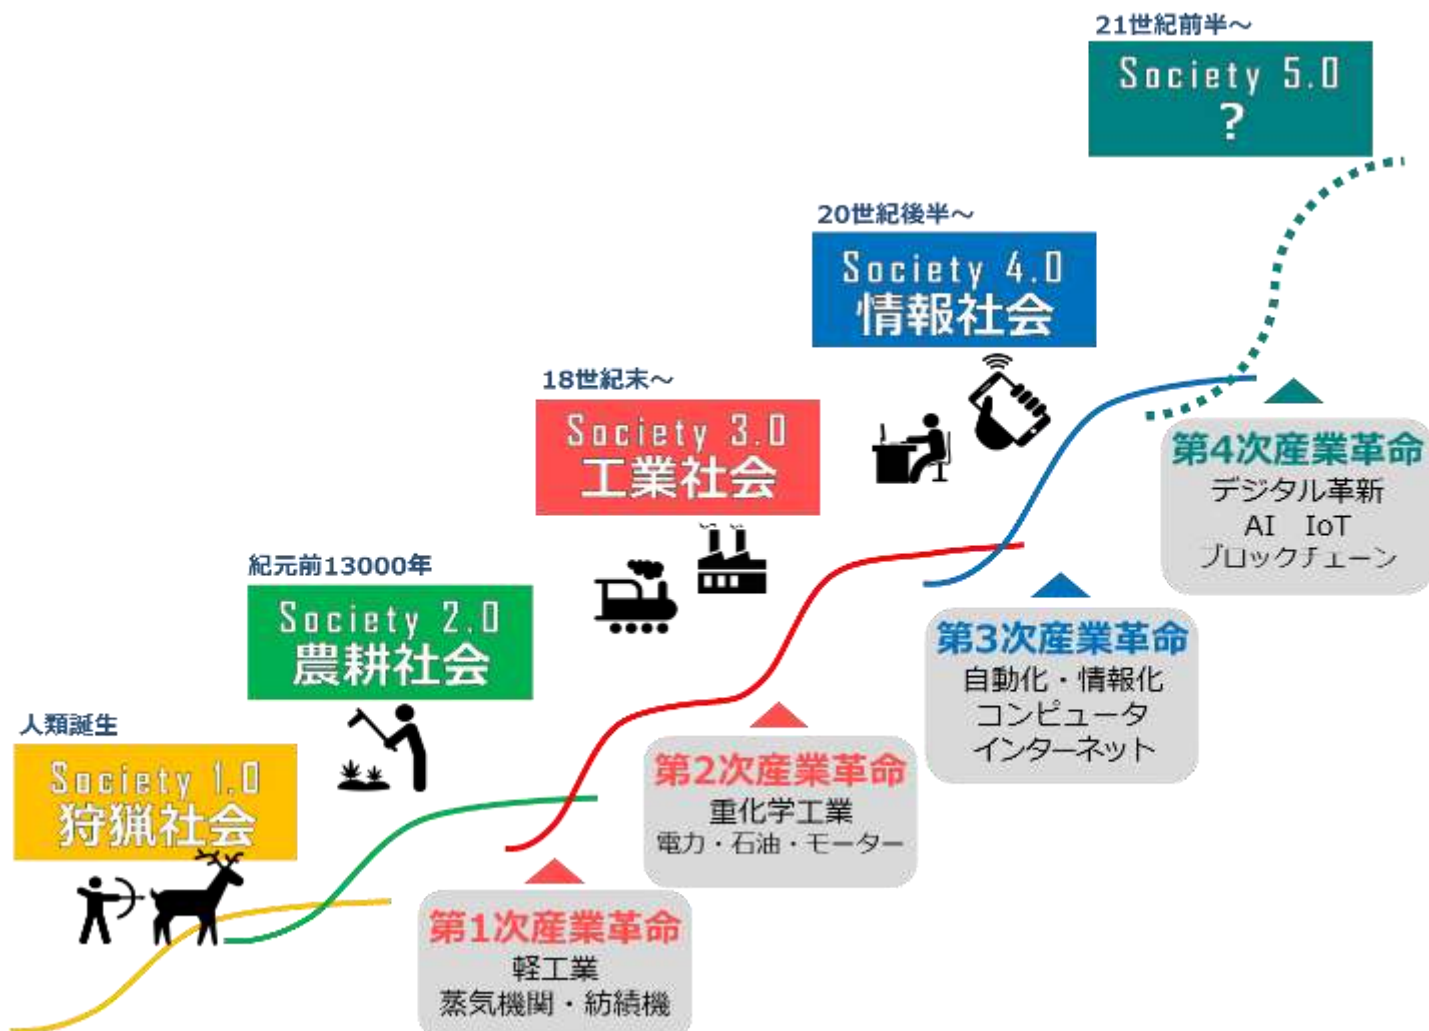 21世紀前半～
Society 5.0
？
20世紀後半～
Society 4.0
情報社会
18世紀末～
Society 3.0
工業社会
紀元前13000年
Society 2.0
農耕社会
人類誕生
Society 1.0
狩猟社会
第1次産業革命
軽工業
蒸気機関・紡績機
第2次産業革命
重化学工業
電力・石油・モーター
第3次産業革命
自動化・情報化
コンピュータ
インターネット
第4次産業革命
デジタル革新
AI　IoT
ブロックチェーン